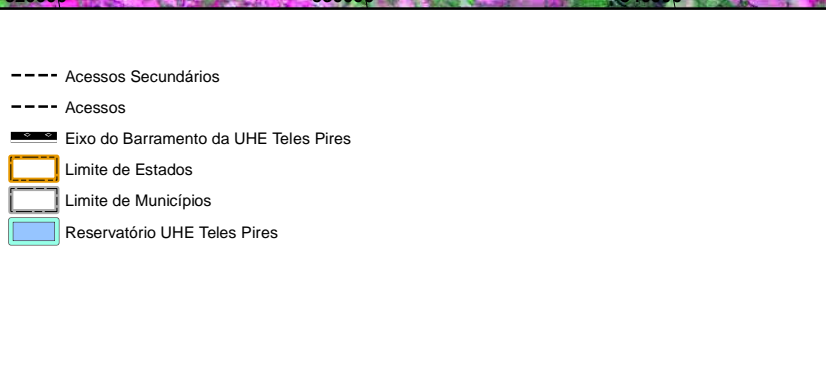 Acessos Secundários
Acessos
Eixo do Barramento da UHE Teles Pires
Limite de Estados
Limite de Municípios
Reservatório UHE Teles Pires